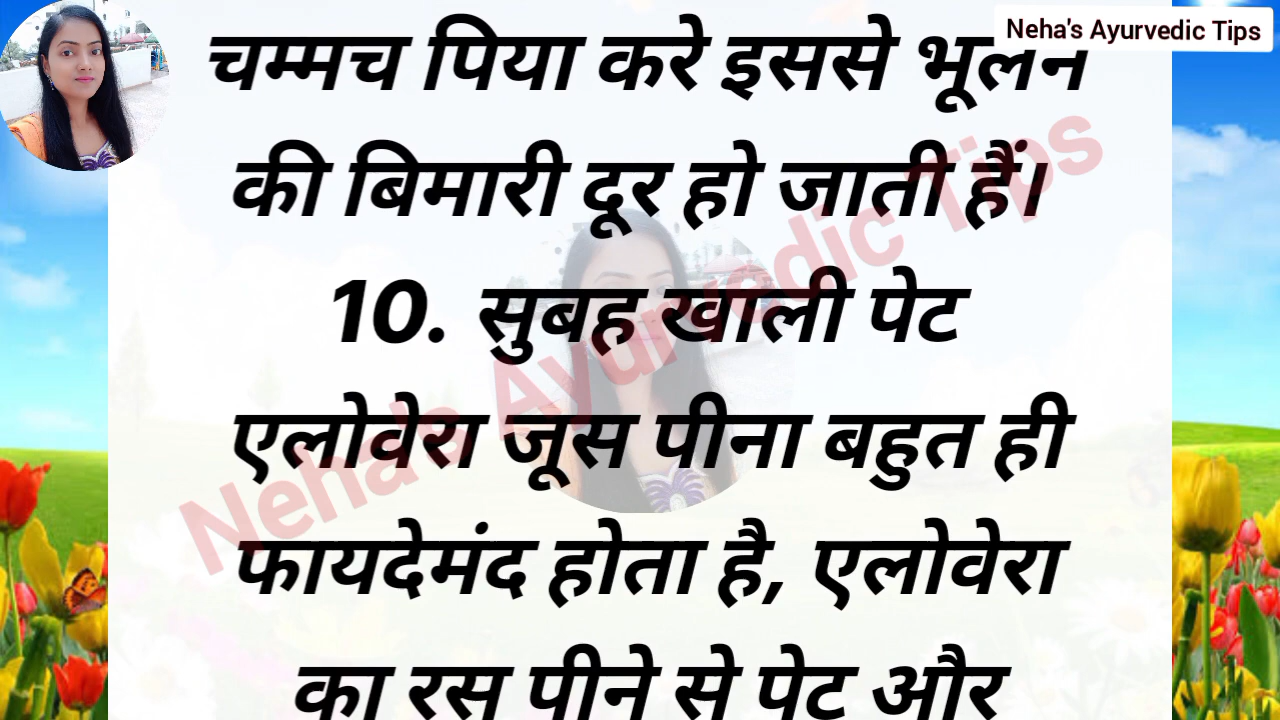 Neha's Ayurvedic Tips
चम्मच पिया करे इससे भूलने
की बिमारी दूर हो जाती हैं।
10. सुबह खाली पेट
एलोवेरा जूस पीना बहुत ही
फायदेमंद होता है, एलोवेरा
का रस पीने से पेट और
Neha's Ayurvedic Tips